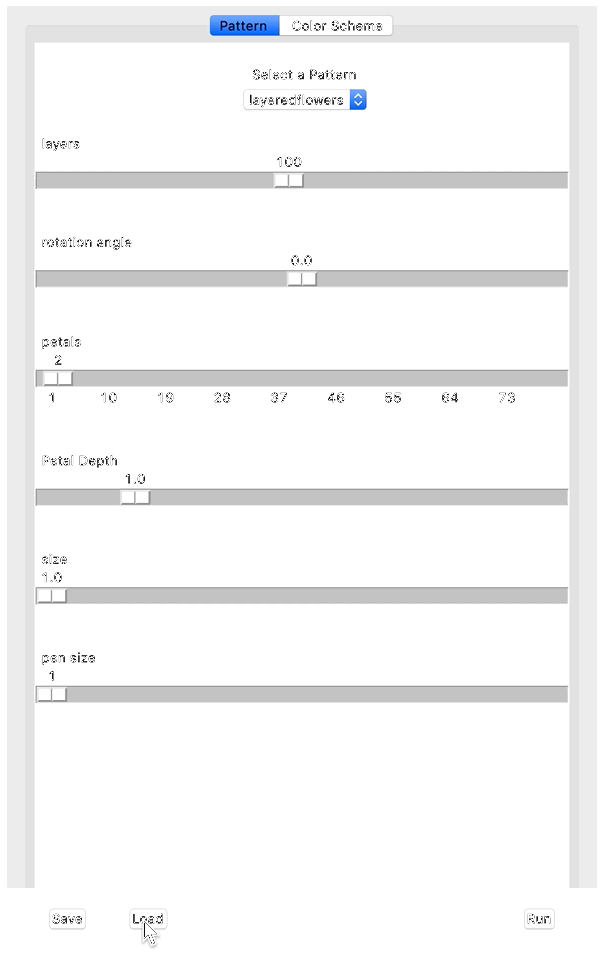 Pattern Color Scheme
Select a Pattern
layeredflowers
layers
100
rotation angle
0.0
petals
2
1 10 19 28 37 46 55 64 73
Petal Depth
1.0
size
1.0
pen size
1
Save Load Run